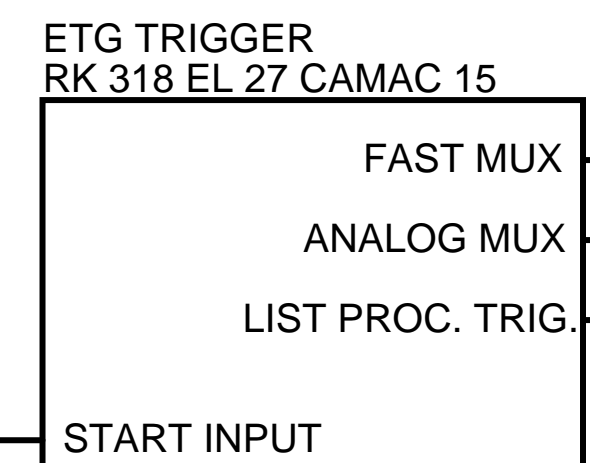 ETG TRIGGER
RK 318 EL 27 CAMAC 15
FAST MUX
ANALOG MUX
LIST PROC. TRIG.
START INPUT